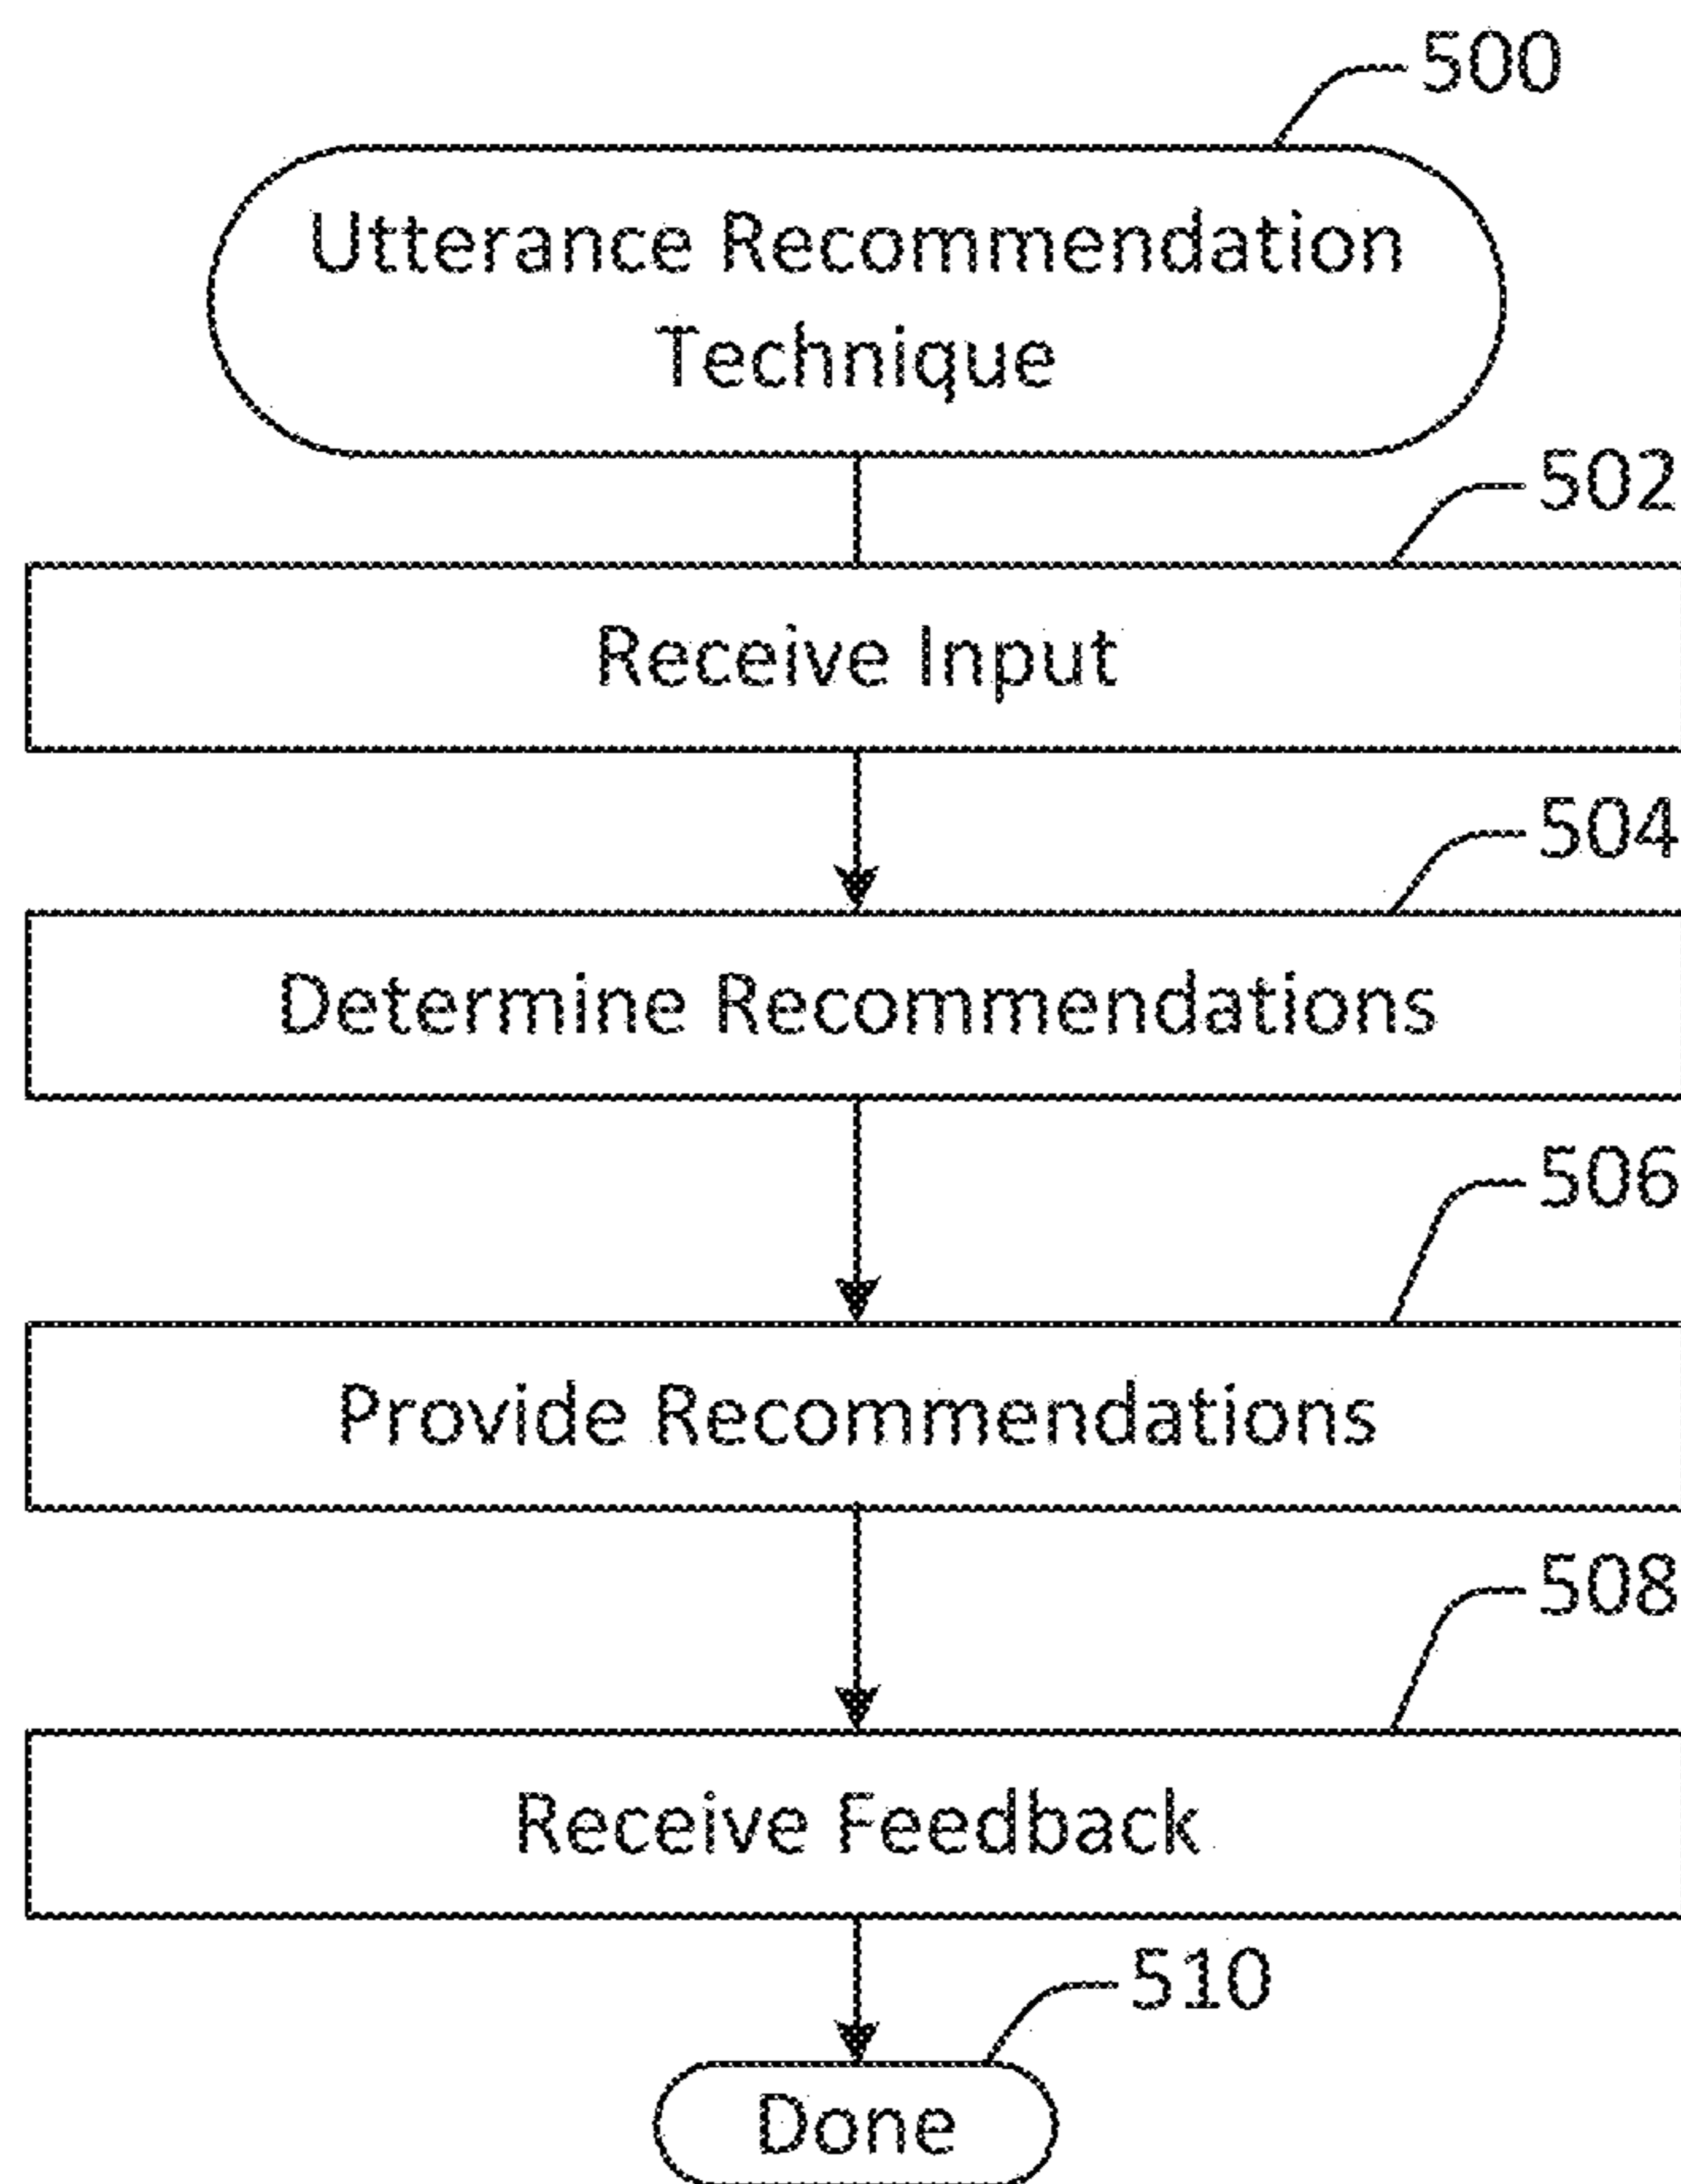 500
Utterance Recommendation
Technique
502
Receive Input
504
Determine Recommendations
506
Provide Recommendations
508
Receive Feedback
510
Done